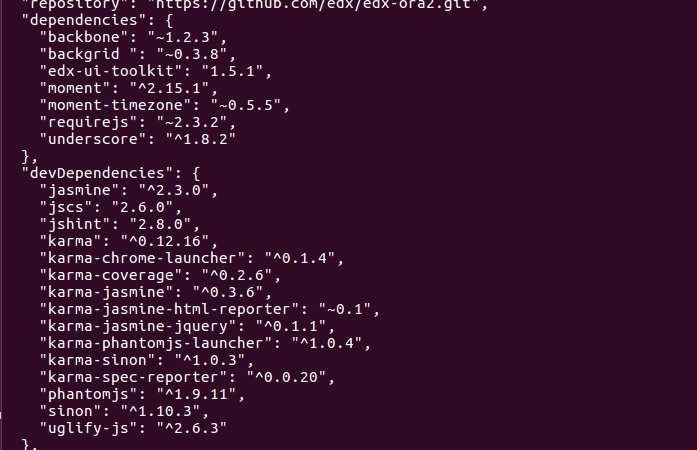 "repository": "https://github.com/edx/edx-ora2.git",
"dependencies": {
"backbone": "~1.2.3",
"backgrid ": "~0.3.8",
"edx-ui-toolkit": "1.5.1",
"moment": "^2.15.1",
"moment-timezone": "~0.5.5",
"requirejs": "~2.3.2",
"underscore": "^1.8.2"
},
"devDependencies": {
"jasmine": "^2.3.0",
"jscs": "2.6.0",
"jshint": "2.8.0",
"karma": "^0.12.16",
"karma-chrome-launcher": "^0.1.4",
"karma-coverage": "^0.2.6",
"karma-jasmine": "^0.3.6",
"karma-jasmine-html-reporter": "~0.1",
"karma-jasmine-jquery": "^0.1.1",
"karma-phantomjs-launcher": "^1.0.4",
"karma-sinon": "^1.0.3",
"karma-spec-reporter": "^0.0.20",
"phantomjs": "^1.9.11",
"sinon": "^1.10.3",
"uglify-js": "^2.6.3"
},